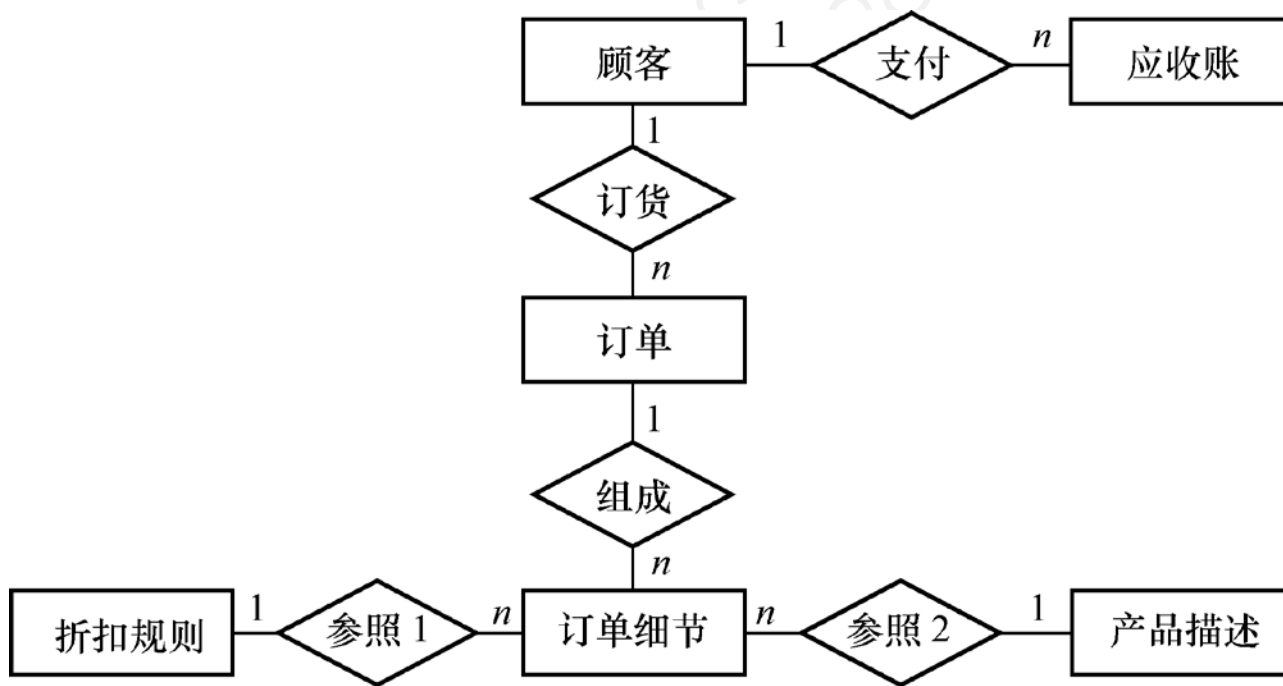 顾客 1 支付 n 应收账
1
订货
n
订单
1
组成
n
折扣规则 1 参照 1 n 订单细节 n 参照 2 1 产品描述